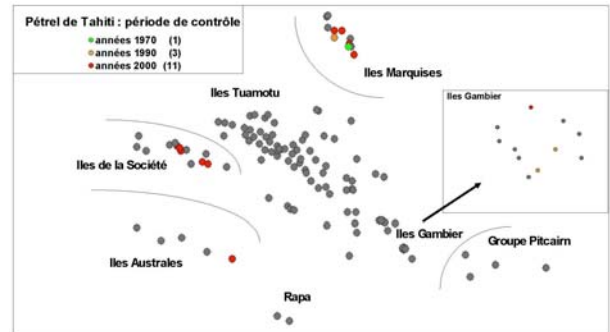 Pétrel de Tahiti : période de contrôle
années 1970 (1)
années 1990 (3)
années 2000 (11)
Iles Marquises
Iles Tuamotu
Iles Gambier
Iles de la Société
Iles Gambier
Groupe Pitcairn
Iles Australes
Rapa